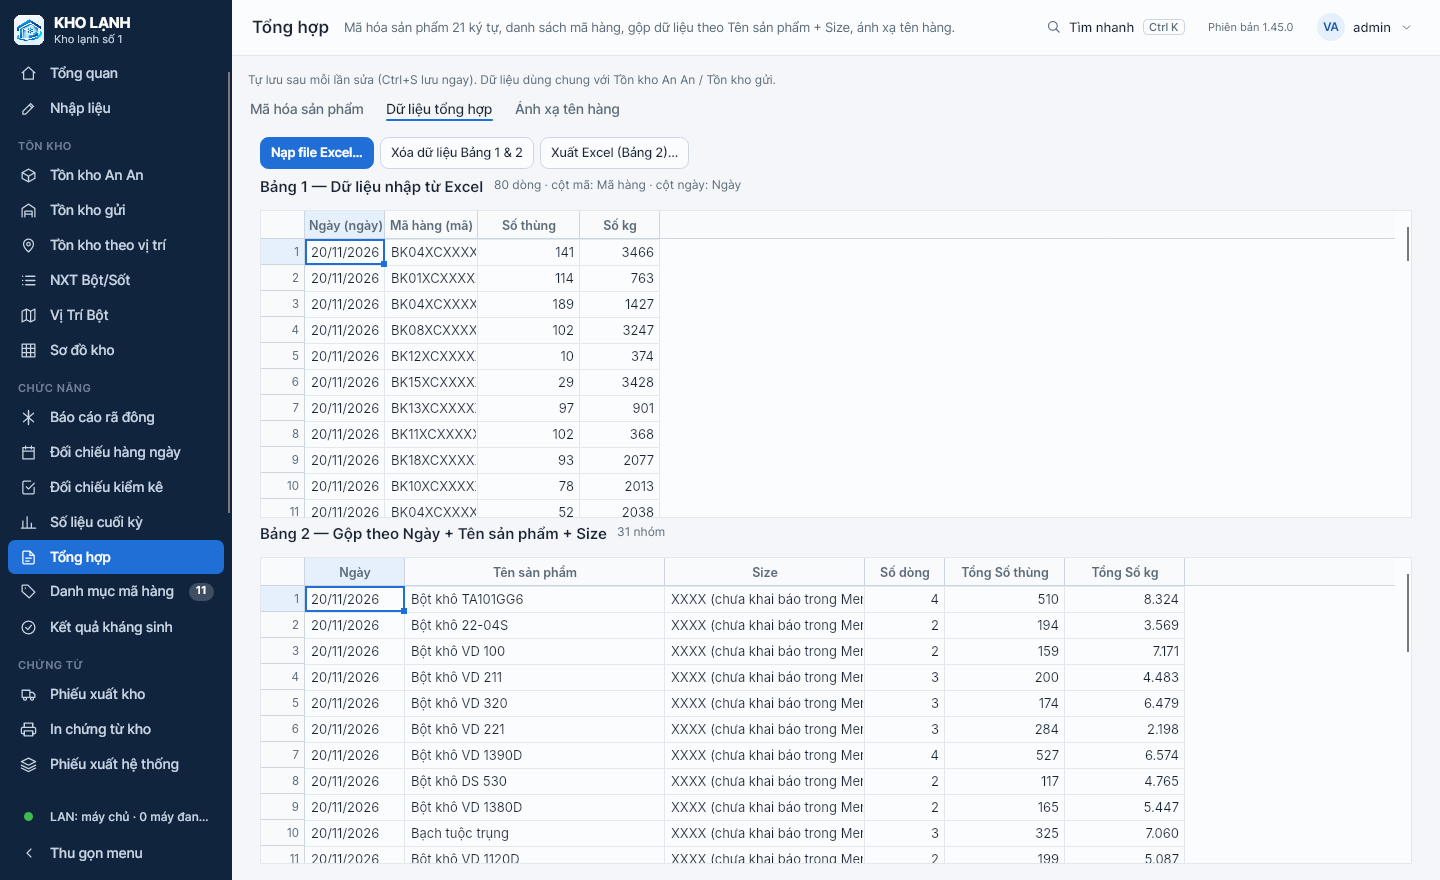 KHO LẠNH
Kho lạnh số 1
Tổng quan
Nhập liệu
TỒN KHO
Tồn kho An An
Tồn kho gửi
Tồn kho theo vị trí
NXT Bột/Sốt
Vị Trí Bột
Sơ đồ kho
CHỨC NĂNG
Báo cáo rã đông
Đối chiếu hàng ngày
Đối chiếu kiểm kê
Số liệu cuối kỳ
Tổng hợp
Danh mục mã hàng 11
Kết quả kháng sinh
CHỨNG TỪ
Phiếu xuất kho
In chứng từ kho
Phiếu xuất hệ thống
LAN: máy chủ · 0 máy đan...
Thu gọn menu
Tổng hợp Mã hóa sản phẩm 21 ký tự, danh sách mã hàng, gộp dữ liệu theo Tên sản phẩm + Size, ánh xạ tên hàng. Tìm nhanh Ctrl K Phiên bản 1.45.0 VA admin
Tự lưu sau mỗi lần sửa (Ctrl+S lưu ngay). Dữ liệu dùng chung với Tồn kho An An / Tồn kho gửi.
Mã hóa sản phẩm Dữ liệu tổng hợp Ánh xạ tên hàng
Nạp file Excel... Xóa dữ liệu Bảng 1 & 2 Xuất Excel (Bảng 2)...
Bảng 1 — Dữ liệu nhập từ Excel 80 dòng · cột mã: Mã hàng · cột ngày: Ngày
Ngày (ngày) Mã hàng (mã) Số thùng Số kg
1 20/11/2026 BK04XCXXXX 141 3466
2 20/11/2026 BK01XCXXXX 114 763
3 20/11/2026 BK04XCXXXX 189 1427
4 20/11/2026 BK08XCXXXX 102 3247
5 20/11/2026 BK12XCXXXX 10 374
6 20/11/2026 BK15XCXXXX 29 3428
7 20/11/2026 BK13XCXXXX 97 901
8 20/11/2026 BK11XCXXXX 102 368
9 20/11/2026 BK18XCXXXX 93 2077
10 20/11/2026 BK10XCXXXX 78 2013
11 20/11/2026 BK04XCXXXX 52 2038
Bảng 2 — Gộp theo Ngày + Tên sản phẩm + Size 31 nhóm
Ngày Tên sản phẩm Size Số dòng Tổng Số thùng Tổng Số kg
1 20/11/2026 Bột khô TA101GG6 XXXX (chưa khai báo trong Mer 4 510 8.324
2 20/11/2026 Bột khô 22-04S XXXX (chưa khai báo trong Mer 2 194 3.569
3 20/11/2026 Bột khô VD 100 XXXX (chưa khai báo trong Mer 2 159 7.171
4 20/11/2026 Bột khô VD 211 XXXX (chưa khai báo trong Mer 3 200 4.483
5 20/11/2026 Bột khô VD 320 XXXX (chưa khai báo trong Mer 3 174 6.479
6 20/11/2026 Bột khô VD 221 XXXX (chưa khai báo trong Mer 3 284 2.198
7 20/11/2026 Bột khô VD 1390D XXXX (chưa khai báo trong Mer 4 527 6.574
8 20/11/2026 Bột khô DS 530 XXXX (chưa khai báo trong Mer 2 117 4.765
9 20/11/2026 Bột khô VD 1380D XXXX (chưa khai báo trong Mer 2 165 5.447
10 20/11/2026 Bạch tuộc trụng XXXX (chưa khai báo trong Mer 3 325 7.060
11 20/11/2026 Bột khô VD 1120D XXXX (chưa khai báo trong Mer 2 199 5.087